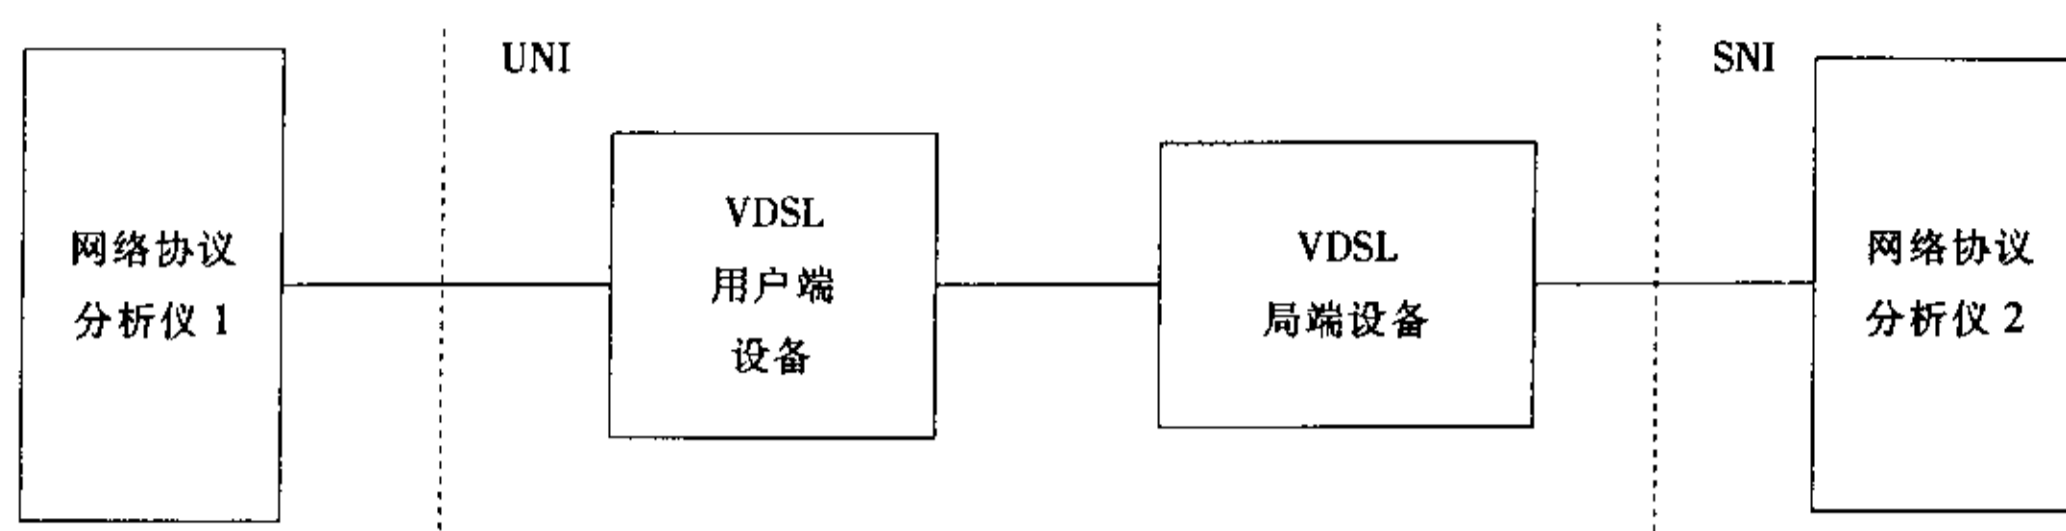 UNI
SNI
网络协议
分析仪 1
VDSL
用户端
设备
VDSL
局端设备
网络协议
分析仪 2